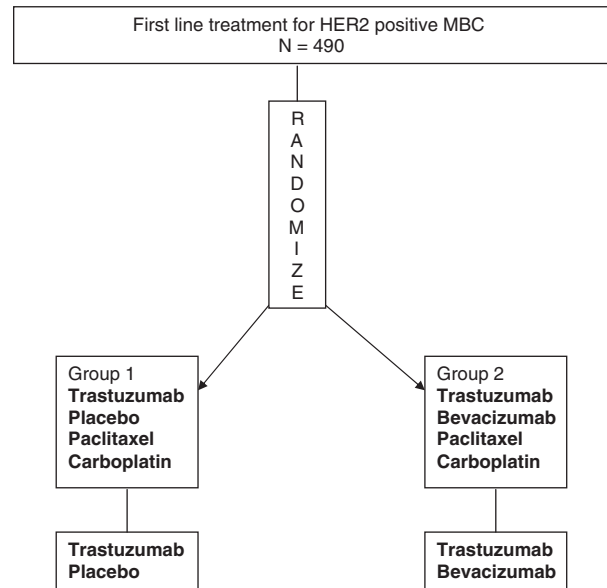 First line treatment for HER2 positive MBC
N = 490
R
A
N
D
O
M
I
Z
E
Group 1
Trastuzumab
Placebo
Paclitaxel
Carboplatin
Group 2
Trastuzumab
Bevacizumab
Paclitaxel
Carboplatin
Trastuzumab
Placebo
Trastuzumab
Bevacizumab